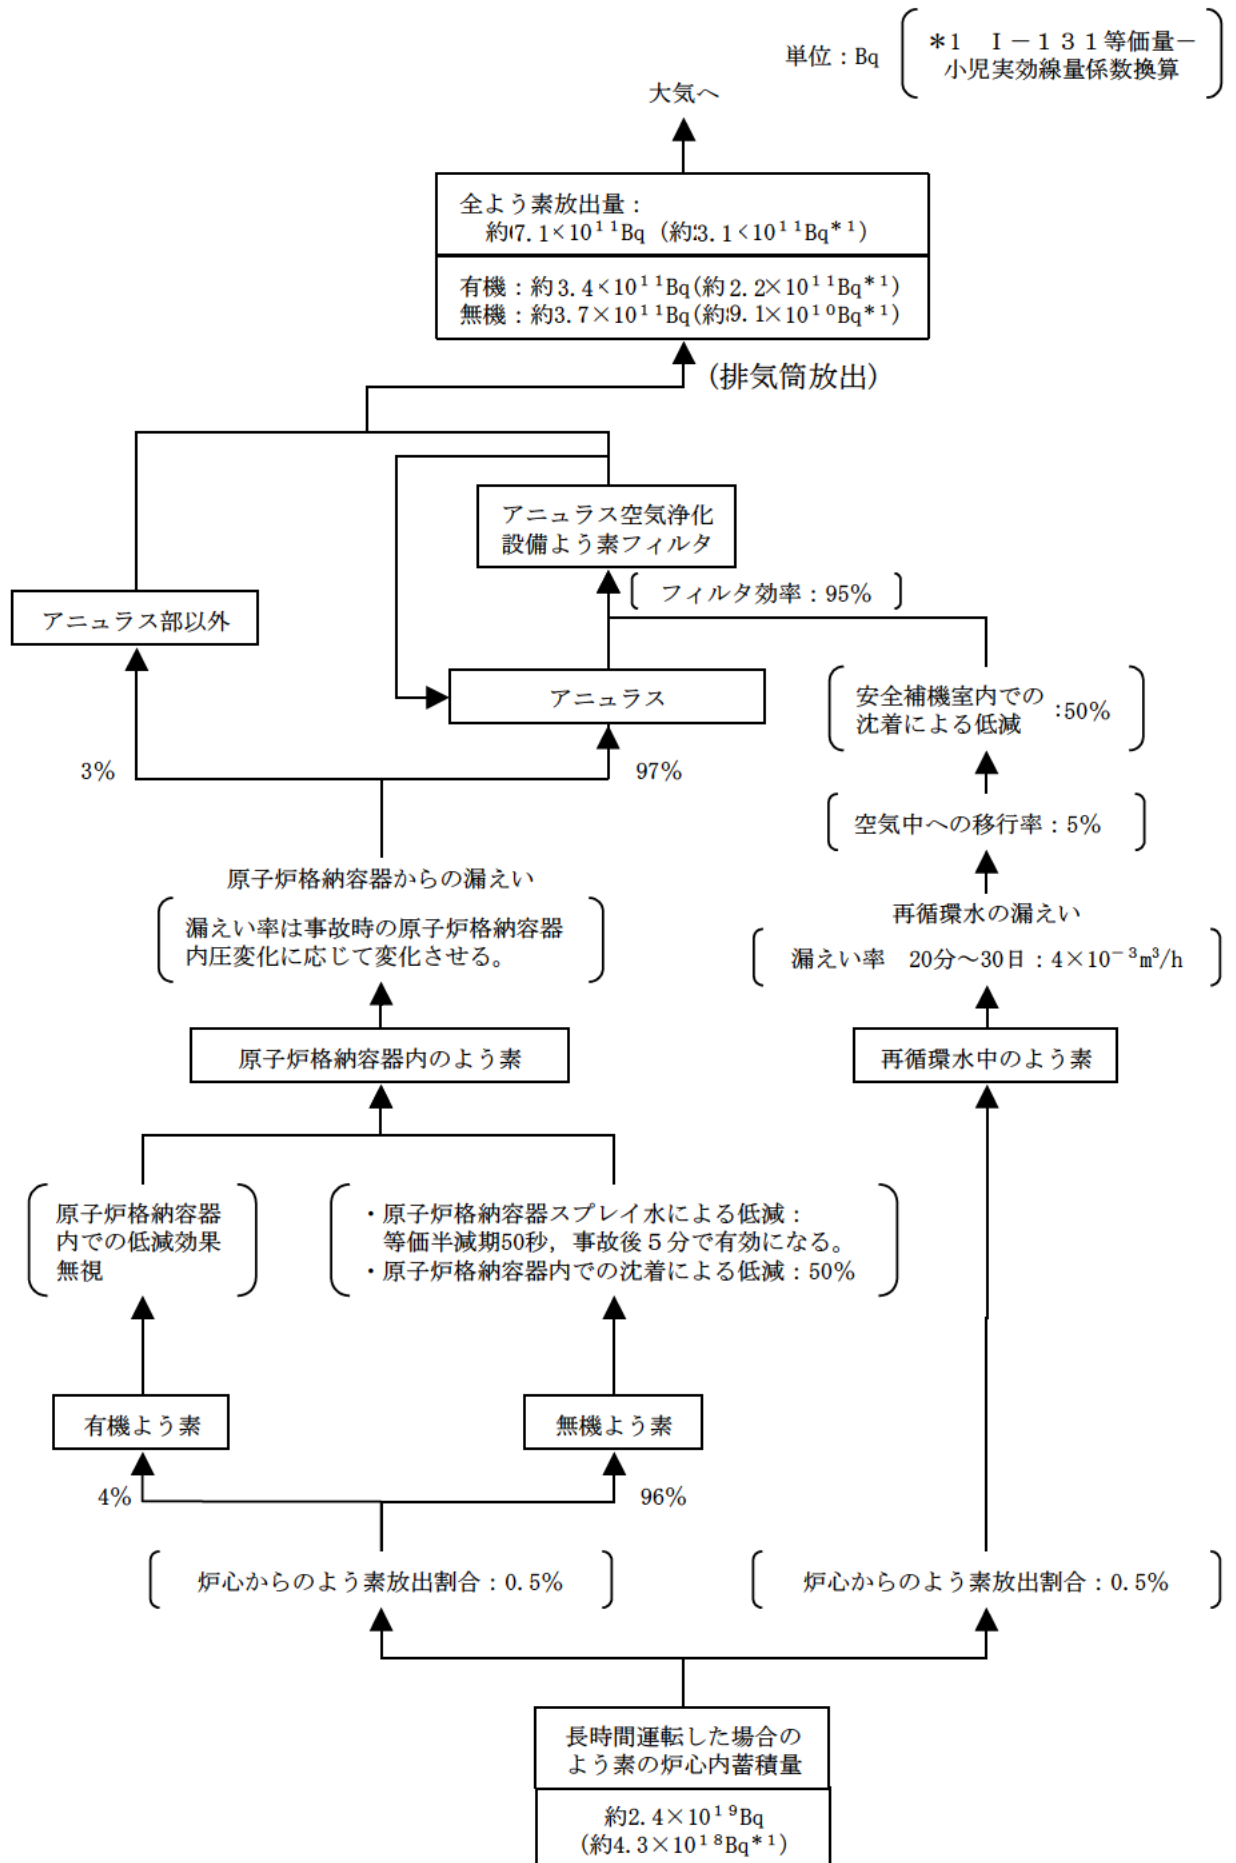 単位：Bq
＊1　Ｉ－１３１等価量－
小児実効線量係数換算
大気へ
全よう素放出量：
約7.1×10¹¹Bq（約3.1×10¹¹Bq*¹）
有機：約3.4×10¹¹Bq(約2.2×10¹¹Bq*¹)
無機：約3.7×10¹¹Bq(約9.1×10¹⁰Bq*¹)
(排気筒放出)
アニュラス空気浄化
設備よう素フィルタ
フィルタ効率：95%
アニュラス部以外
アニュラス
安全補機室内での
沈着による低減
:50%
3%
97%
空気中への移行率：5%
原子炉格納容器からの漏えい
漏えい率は事故時の原子炉格納容器
内圧変化に応じて変化させる。
再循環水の漏えい
漏えい率　20分～30日：4×10⁻³m³/h
原子炉格納容器内のよう素
再循環水中のよう素
原子炉格納容器
内での低減効果
無視
・原子炉格納容器スプレイ水による低減：
等価半減期50秒，事故後５分で有効になる。
・原子炉格納容器内での沈着による低減：50%
有機よう素
無機よう素
4%
96%
炉心からのよう素放出割合：0.5%
炉心からのよう素放出割合：0.5%
長時間運転した場合の
よう素の炉心内蓄積量
約2.4×10¹⁹Bq
(約4.3×10¹⁸Bq*¹)